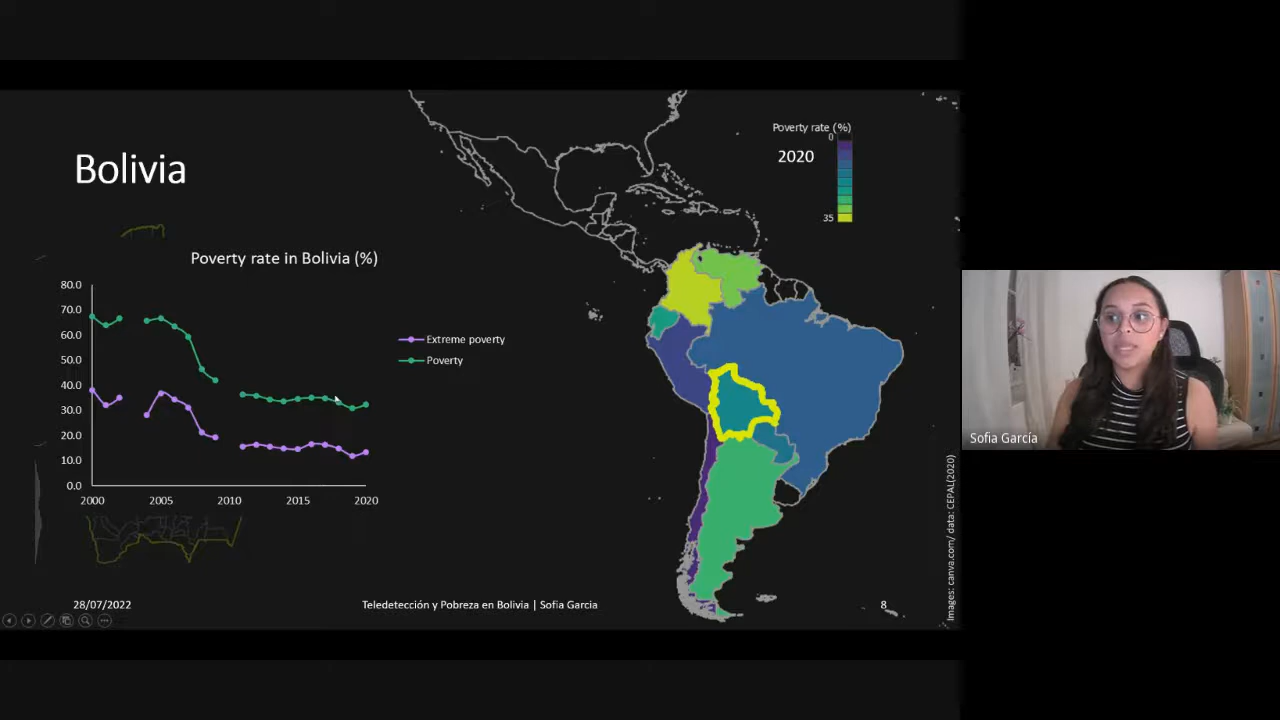 Bolivia
Poverty rate (%)
0
2020
35
Poverty rate in Bolivia (%)
80.0
70.0
60.0
50.0
40.0
30.0
20.0
10.0
0.0
2000 2005 2010 2015 2020
Extreme poverty
Poverty
Images: canva.com/ data: CEPAL(2020)
28/07/2022
Teledetección y Pobreza en Bolivia | Sofia Garcia
8
Sofia García